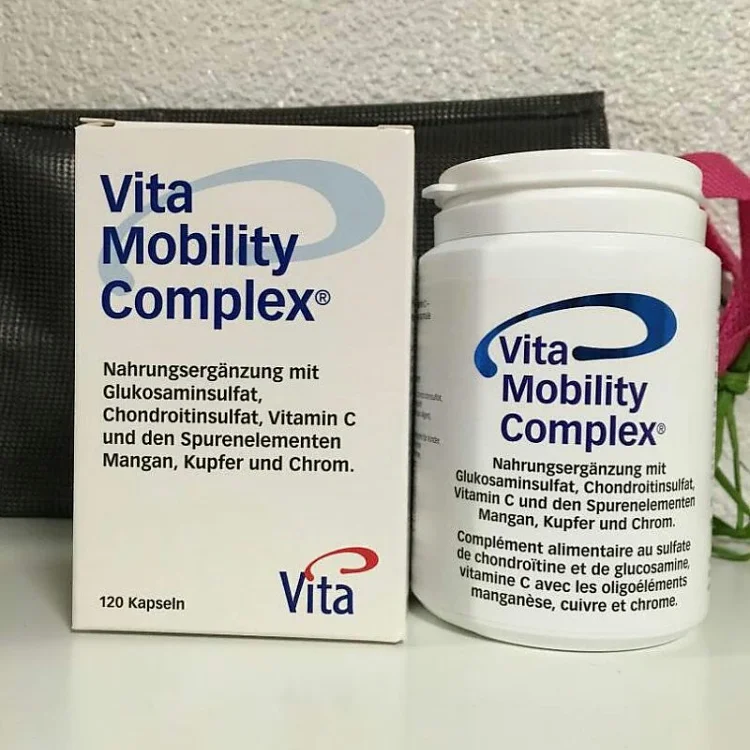 Vita
Mobility
Complex®
Nahrungsergänzung mit
Glukosaminsulfat,
Chondroitinsulfat, Vitamin C
und den Spurenelementen
Mangan, Kupfer und Chrom.
120 Kapseln
Vita
Vita
Mobility
Complex®
Nahrungsergänzung mit
Glukosaminsulfat, Chondroitinsulfat,
Vitamin C und den Spurenelementen
Mangan, Kupfer und Chrom.
Complément alimentaire au sulfate
de chondroïtine et de glucosamine,
vitamine C avec les oligoéléments
manganèse, cuivre et chrome.